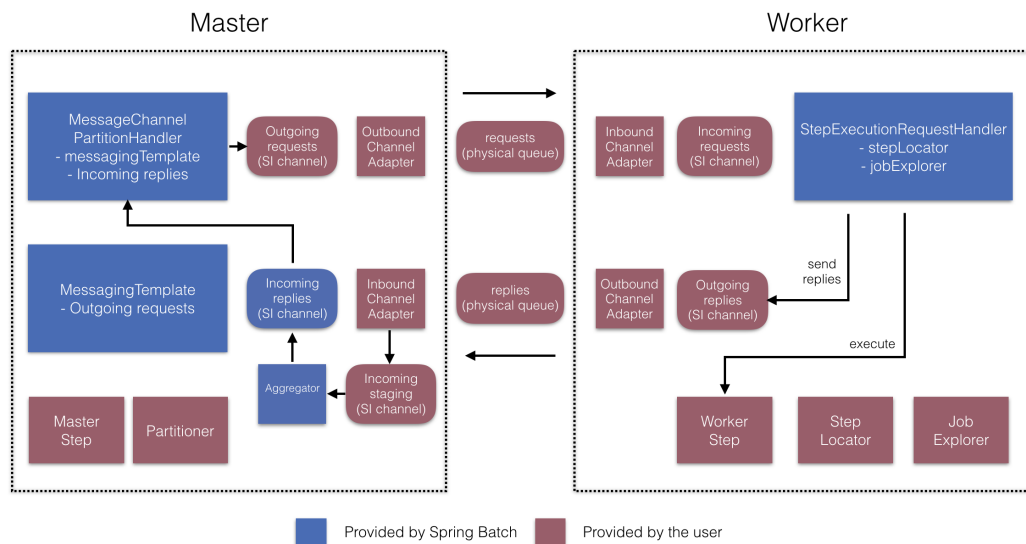 Master
Worker
MessageChannel
PartitionHandler
- messagingTemplate
- Incoming replies
Outgoing
requests
(SI channel)
Outbound
Channel
Adapter
requests
(physical queue)
Inbound
Channel
Adapter
Incoming
requests
(SI channel)
StepExecutionRequestHandler
- stepLocator
- jobExplorer
MessagingTemplate
- Outgoing requests
Incoming
replies
(SI channel)
Inbound
Channel
Adapter
replies
(physical queue)
Outbound
Channel
Adapter
Outgoing
replies
(SI channel)
send
replies
execute
Aggregator
Incoming
staging
(SI channel)
Master
Step
Partitioner
Worker
Step
Step
Locator
Job
Explorer
Provided by Spring Batch
Provided by the user